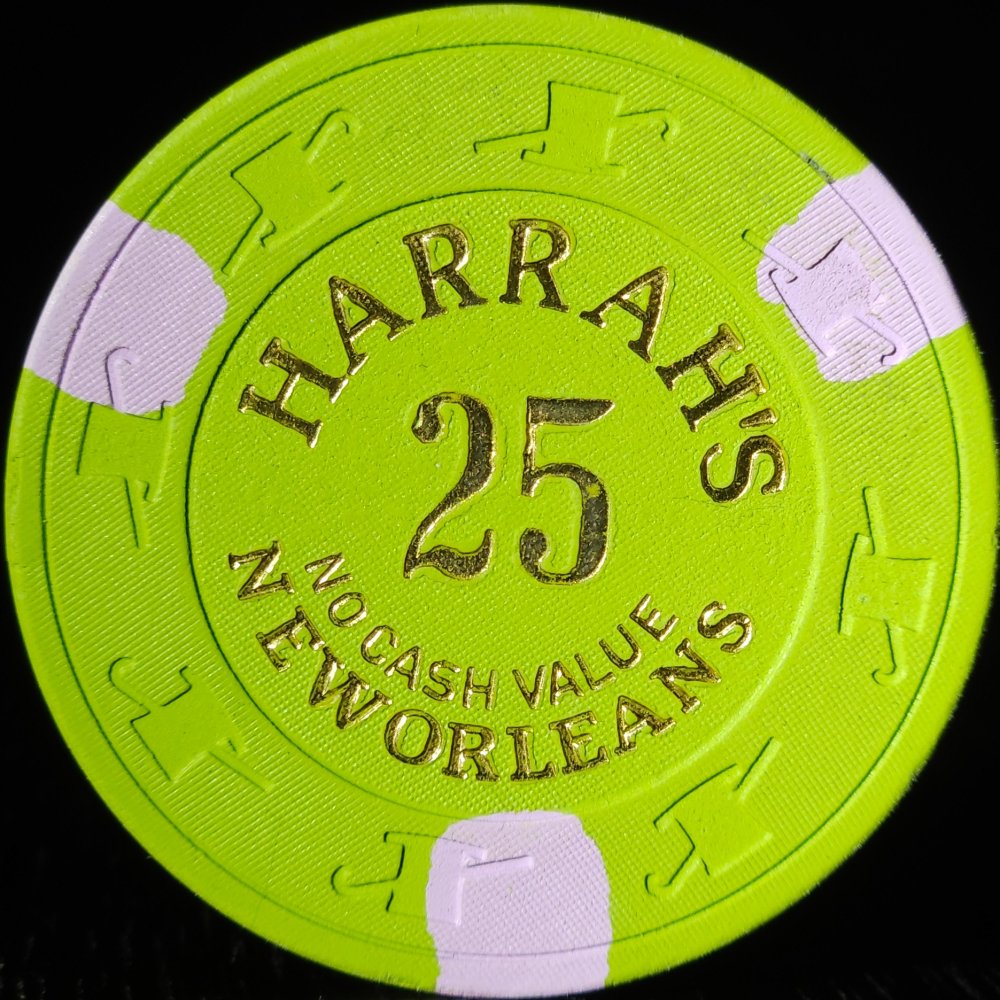 HARRAH'S
25
NO CASH VALUE
NEW ORLEANS